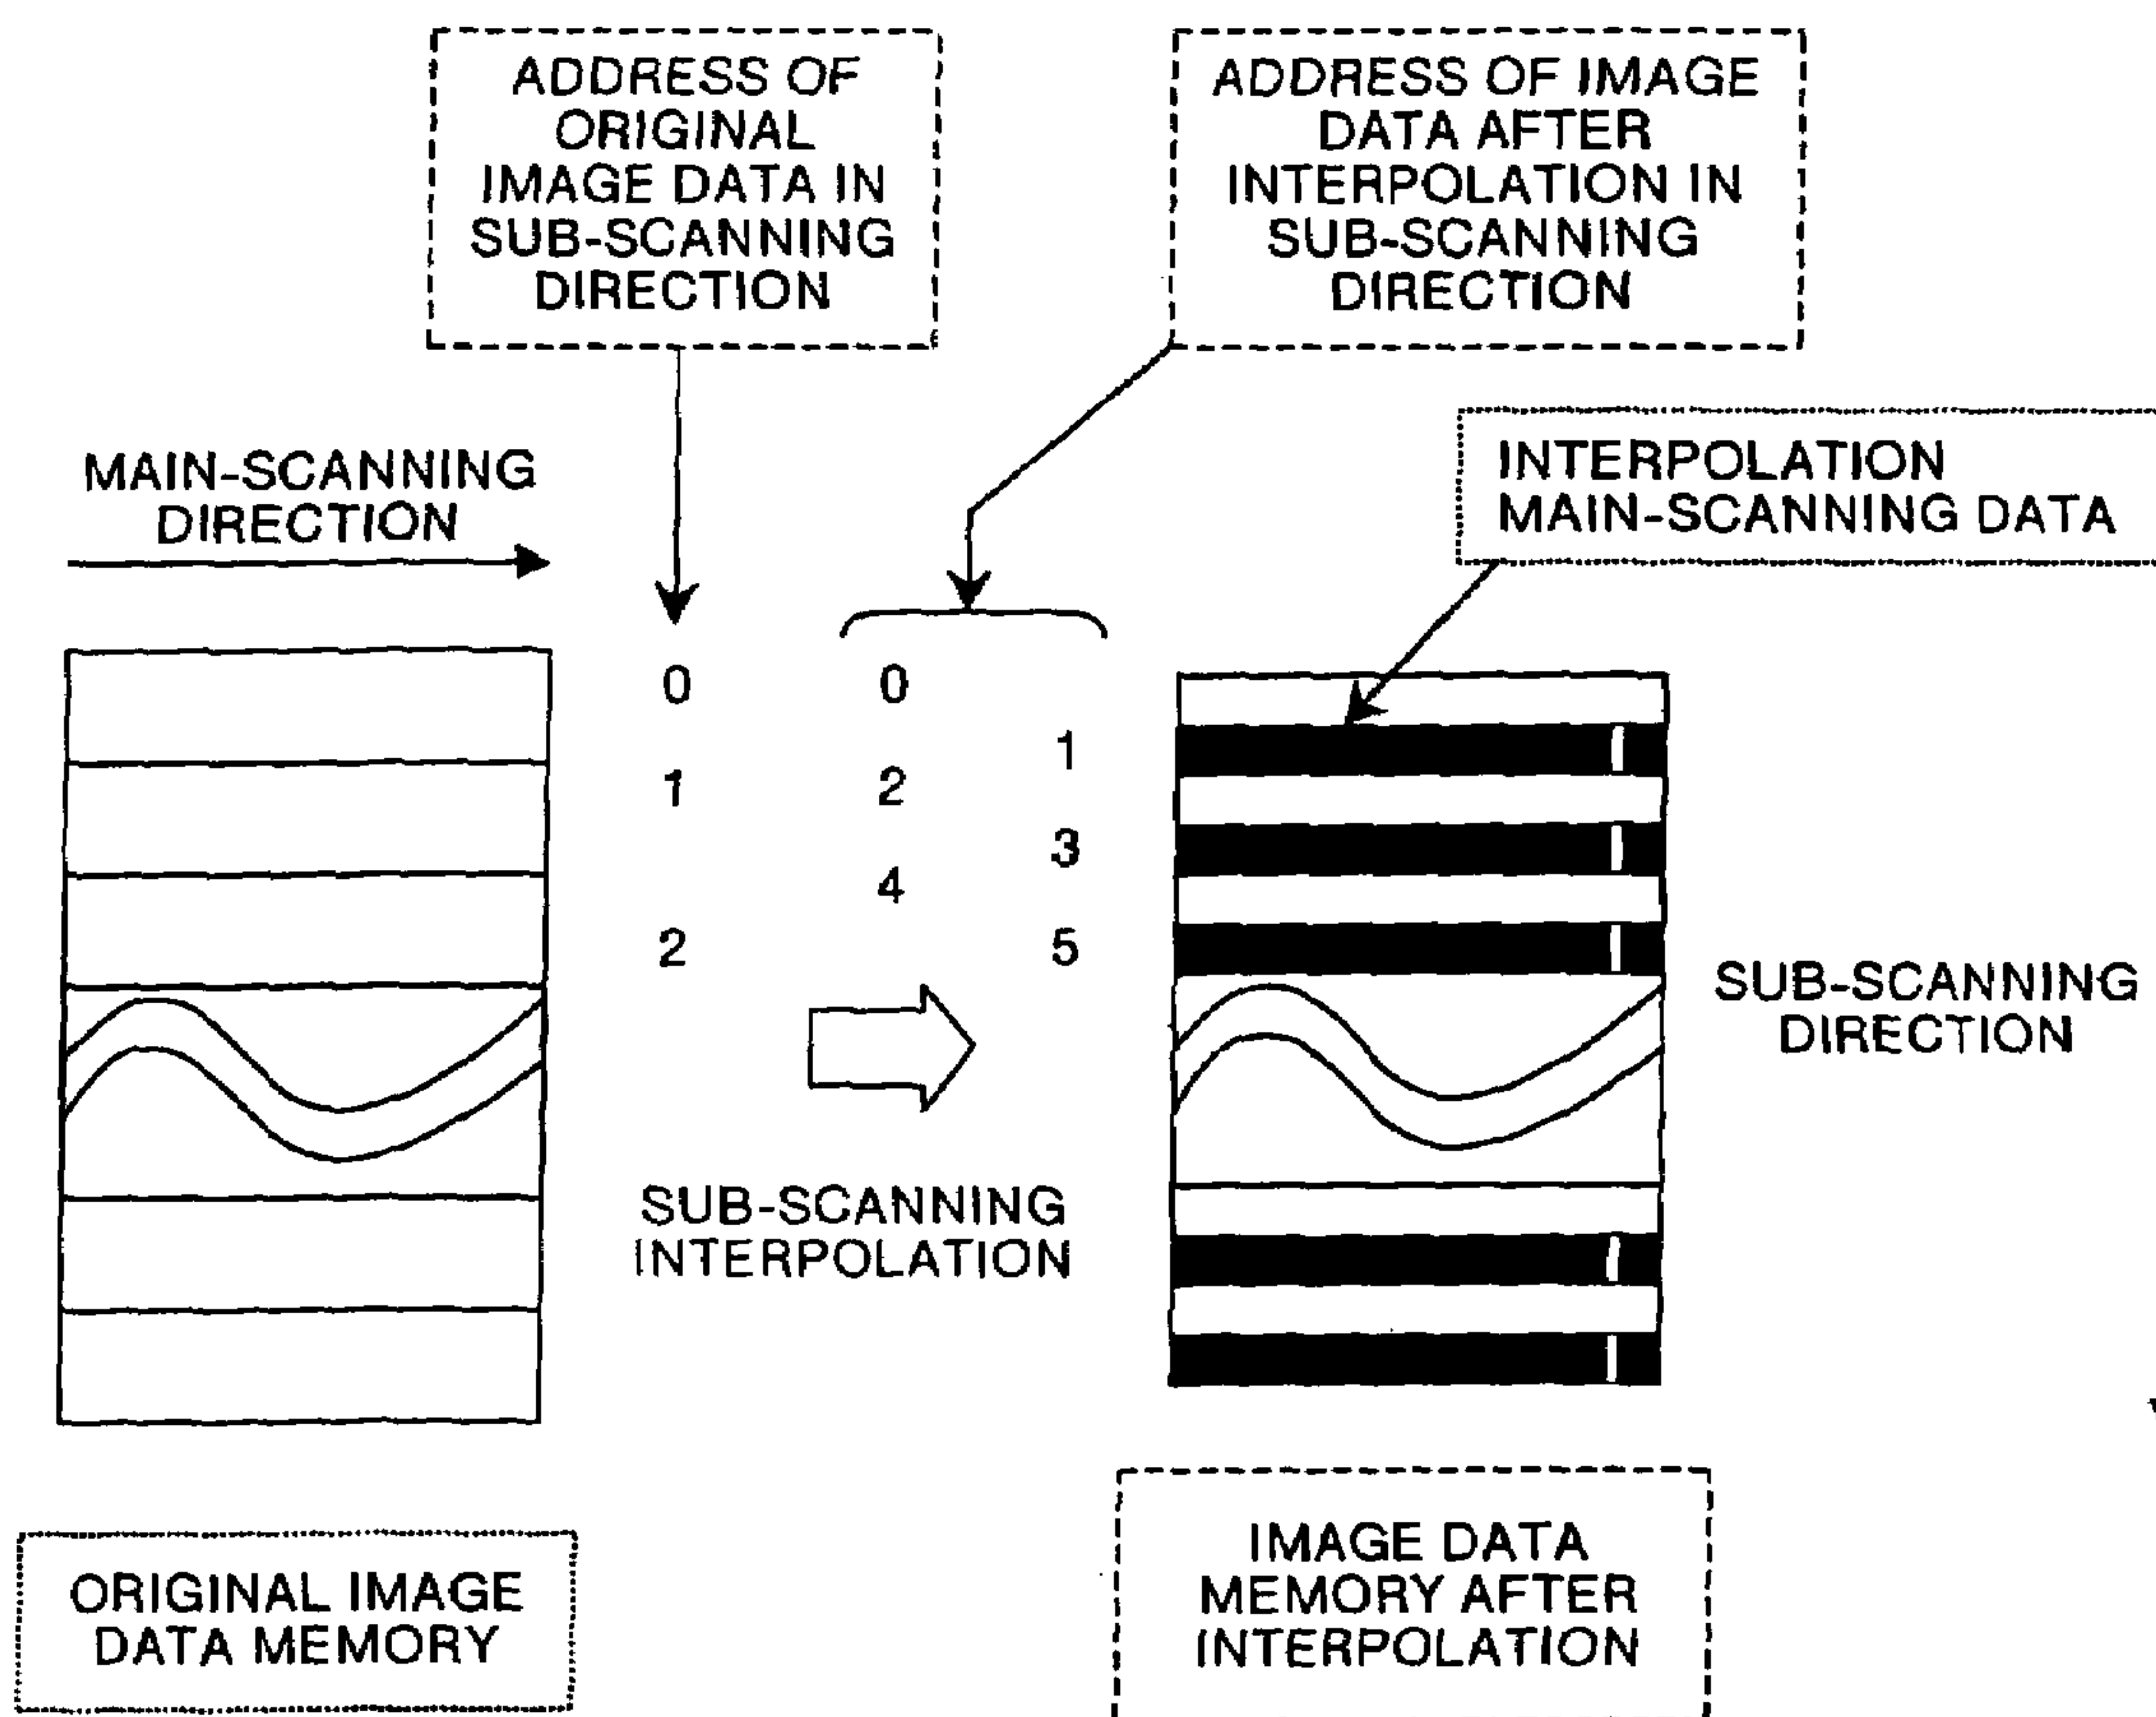 ADDRESS OF
ORIGINAL
IMAGE DATA IN
SUB-SCANNING
DIRECTION
ADDRESS OF IMAGE
DATA AFTER
INTERPOLATION IN
SUB-SCANNING
DIRECTION
INTERPOLATION
MAIN-SCANNING DATA
MAIN-SCANNING
DIRECTION
0 0
1
1 2
3
4
2 5
SUB-SCANNING
DIRECTION
SUB-SCANNING
INTERPOLATION
ORIGINAL IMAGE
DATA MEMORY
IMAGE DATA
MEMORY AFTER
INTERPOLATION